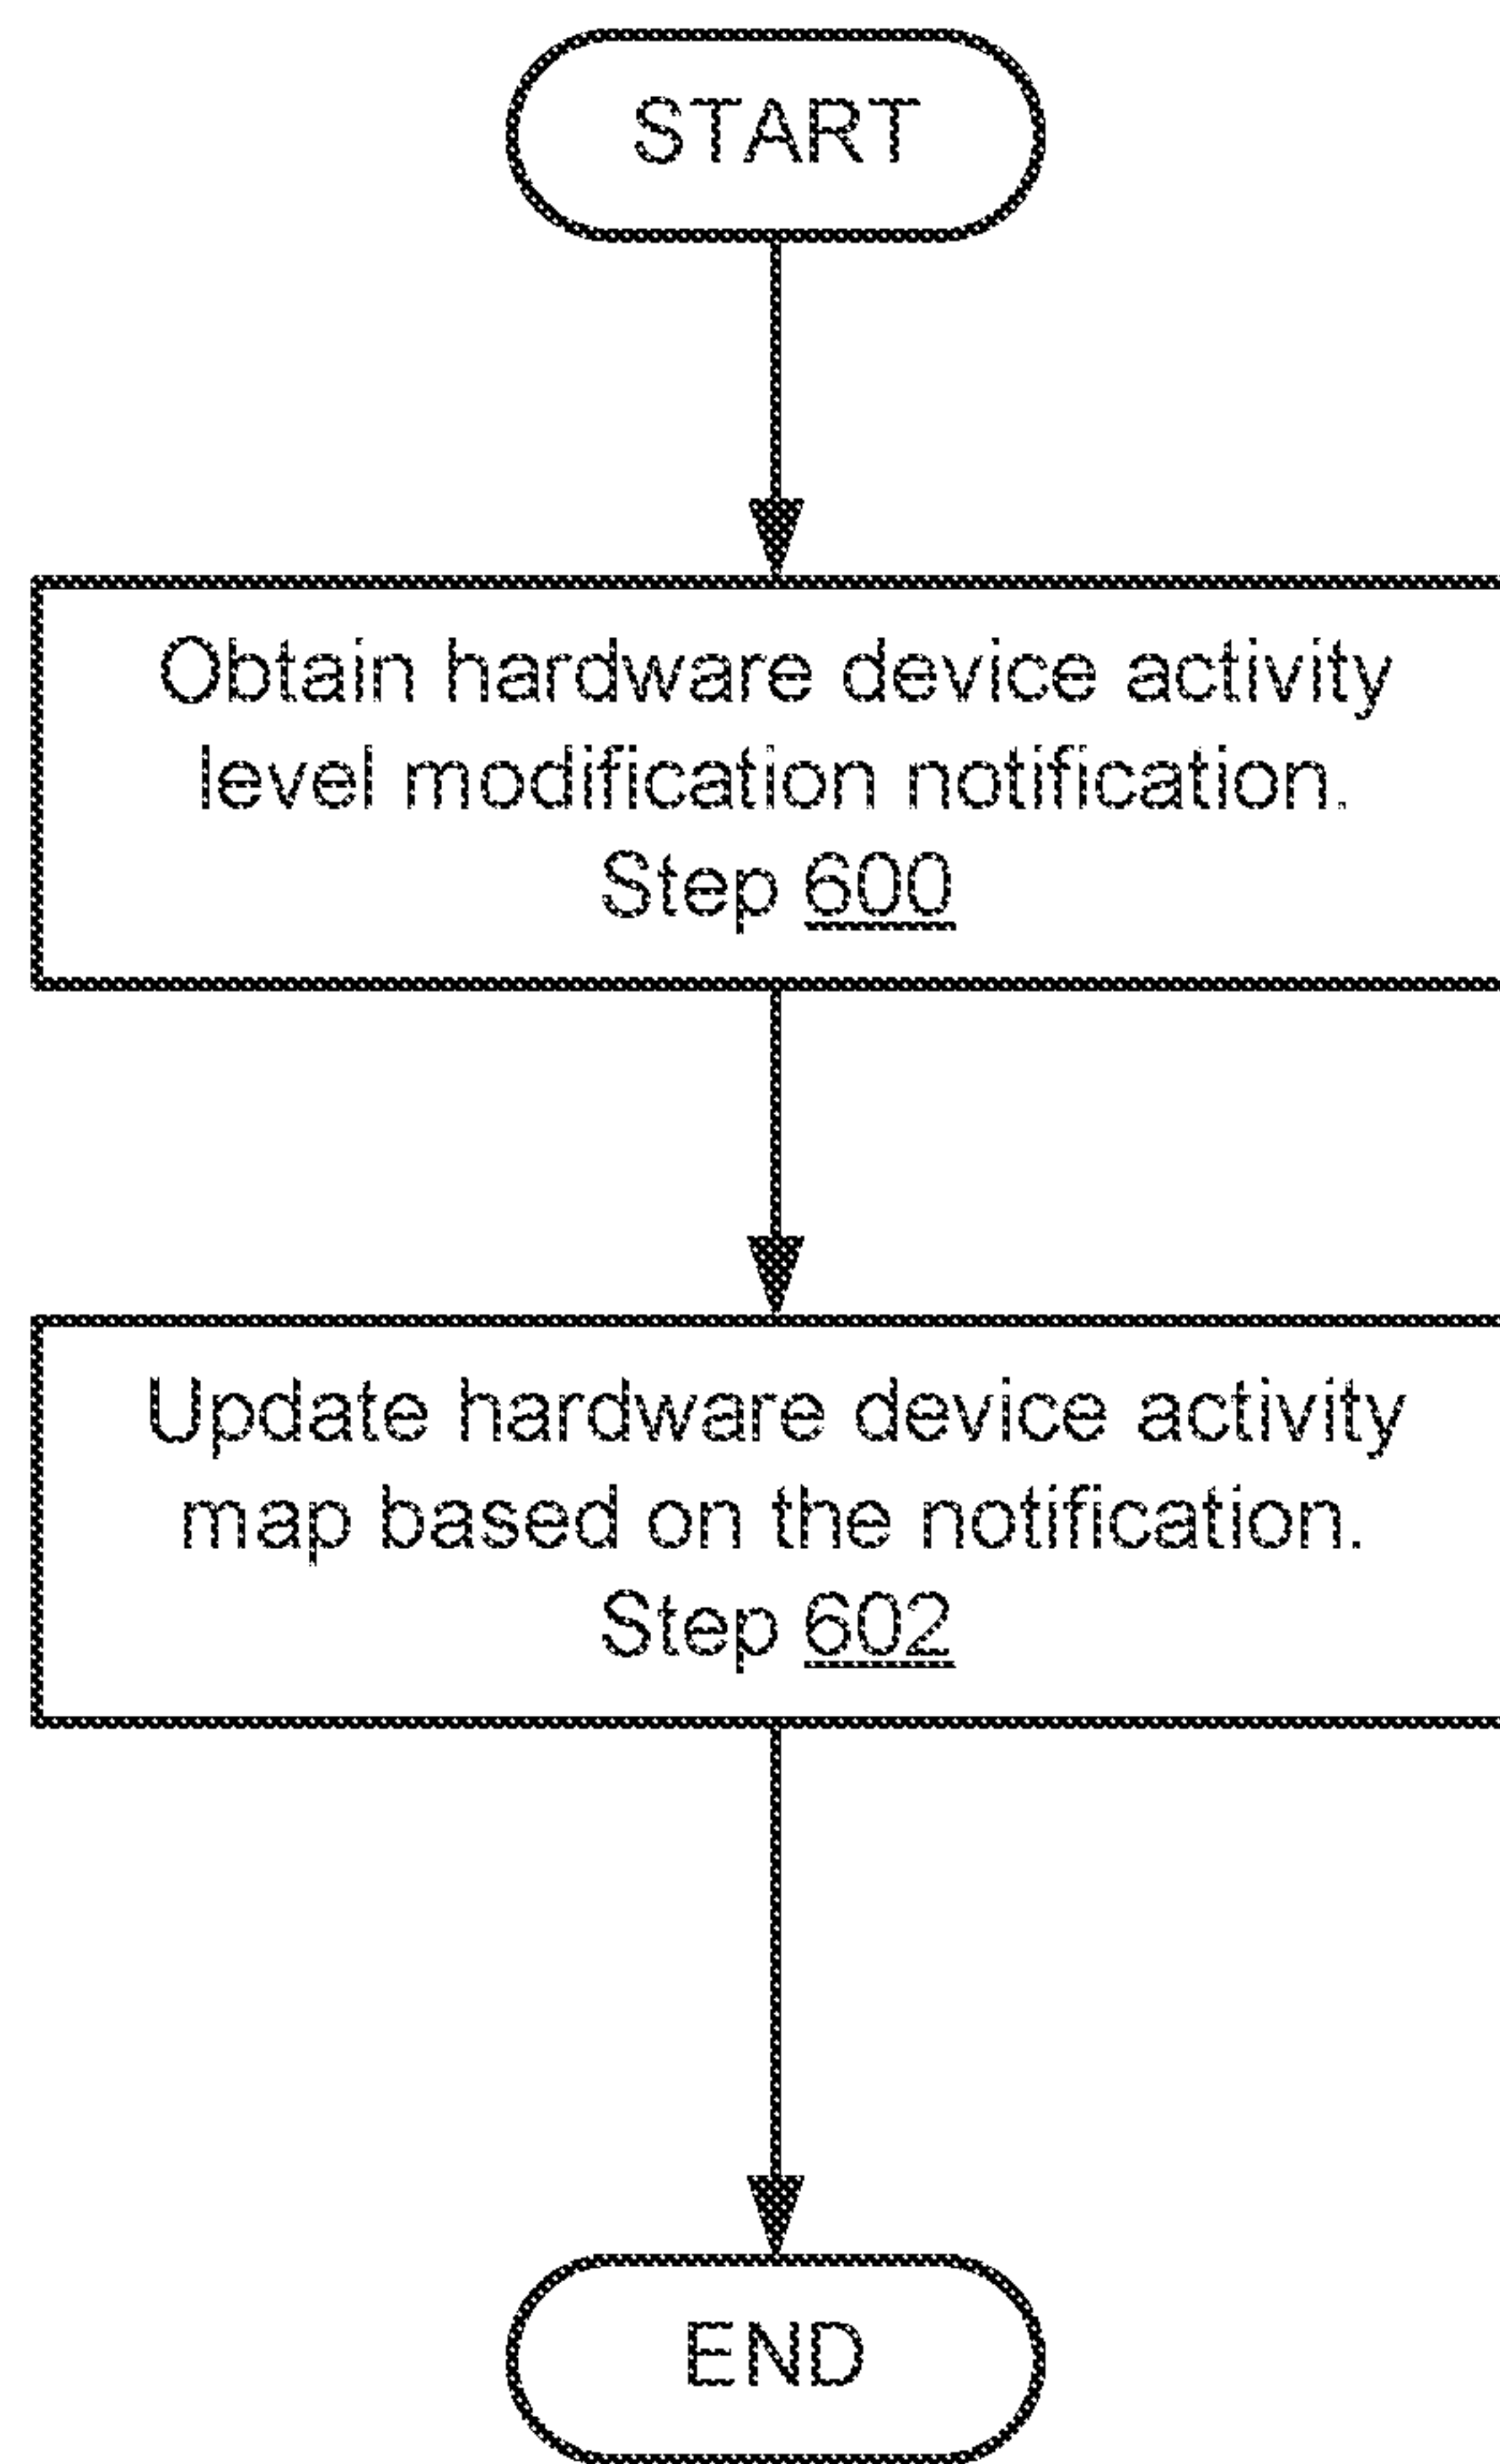 START
Obtain hardware device activity
level modification notification.
Step 600
Update hardware device activity
map based on the notification.
Step 602
END